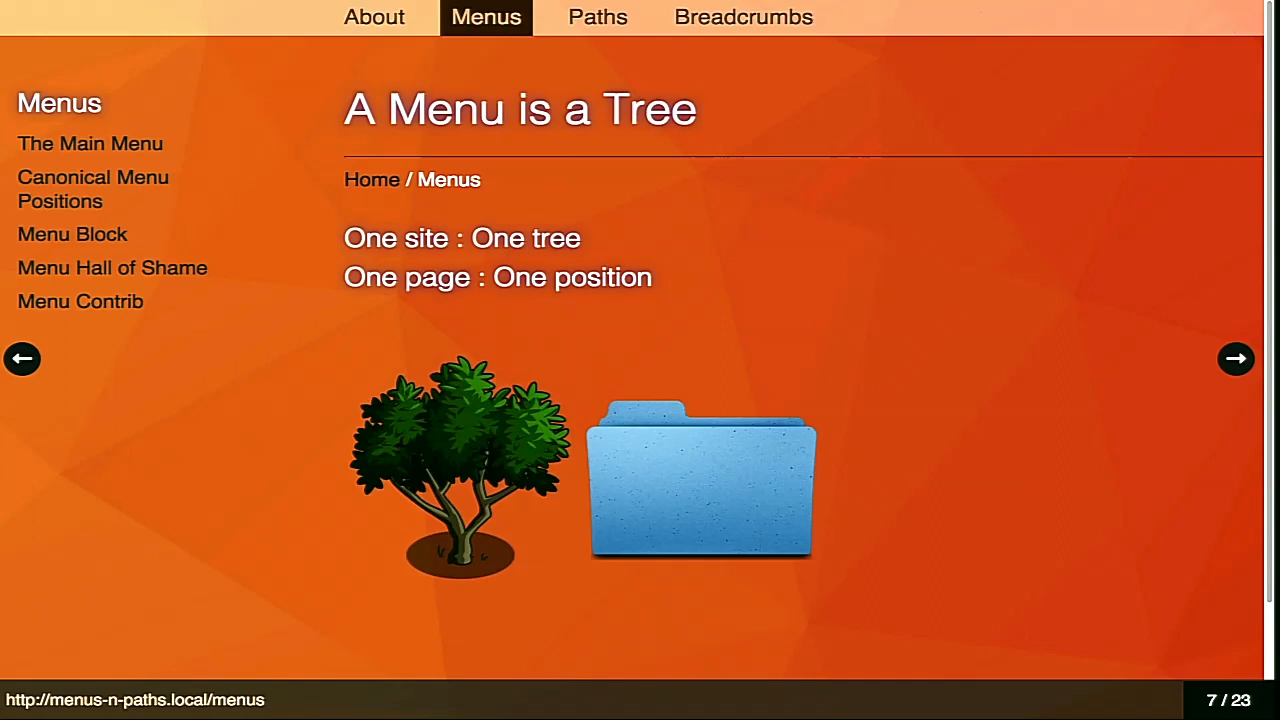 About Menus Paths Breadcrumbs
Menus
The Main Menu
Canonical Menu
Positions
Menu Block
Menu Hall of Shame
Menu Contrib
A Menu is a Tree
Home / Menus
One site : One tree
One page : One position
http://menus-n-paths.local/menus
7 / 23